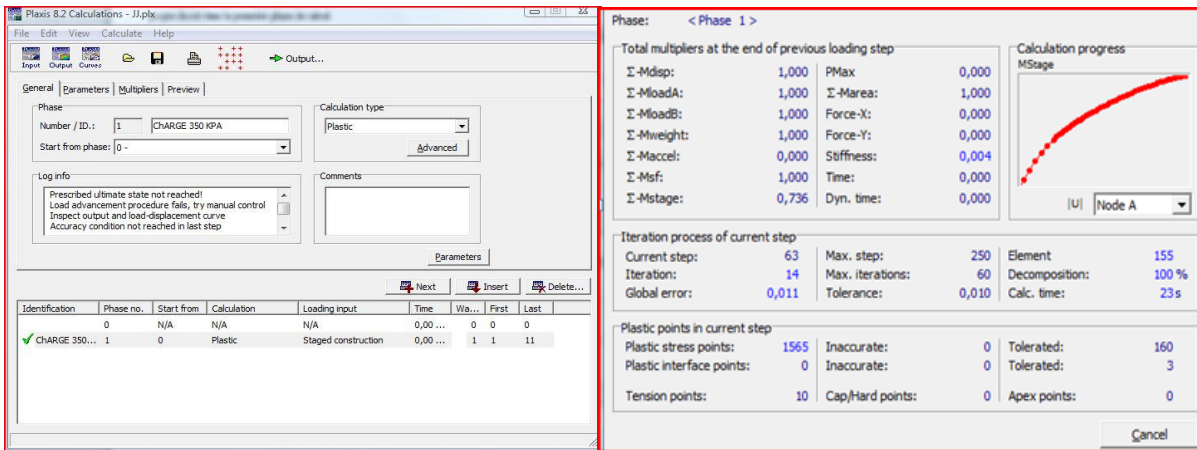 Plaxis 8.2 Calculations - JJ.plx
File Edit View Calculate Help
Input Output Curves Output...
General Parameters Multipliers Preview
Phase
Number / ID.: 1 ChARGE 350 KPA
Start from phase: 0 -
Calculation type
Plastic
Advanced
Log info
Prescribed ultimate state not reached!
Load advancement procedure fails, try manual control
Inspect output and load-displacement curve
Accuracy condition not reached in last step
Comments
Parameters
Next Insert Delete...
Identification Phase no. Start from Calculation Loading input Time Wa... First Last
0 N/A N/A N/A 0,00 ... 0 0 0
ChARGE 350... 1 0 Plastic Staged construction 0,00 ... 1 1 11
Phase: < Phase 1 >
Total multipliers at the end of previous loading step
Σ-Mdisp: 1,000 PMax 0,000
Σ-MloadA: 1,000 Σ-Marea: 1,000
Σ-MloadB: 1,000 Force-X: 0,000
Σ-Mweight: 1,000 Force-Y: 0,000
Σ-Maccel: 0,000 Stiffness: 0,004
Σ-Msf: 1,000 Time: 0,000
Σ-Mstage: 0,736 Dyn. time: 0,000
Calculation progress
MStage
|U| Node A
Iteration process of current step
Current step: 63 Max. step: 250 Element 155
Iteration: 14 Max. iterations: 60 Decomposition: 100 %
Global error: 0,011 Tolerance: 0,010 Calc. time: 23 s
Plastic points in current step
Plastic stress points: 1565 Inaccurate: 0 Tolerated: 160
Plastic interface points: 0 Inaccurate: 0 Tolerated: 3
Tension points: 10 Cap/Hard points: 0 Apex points: 0
Cancel